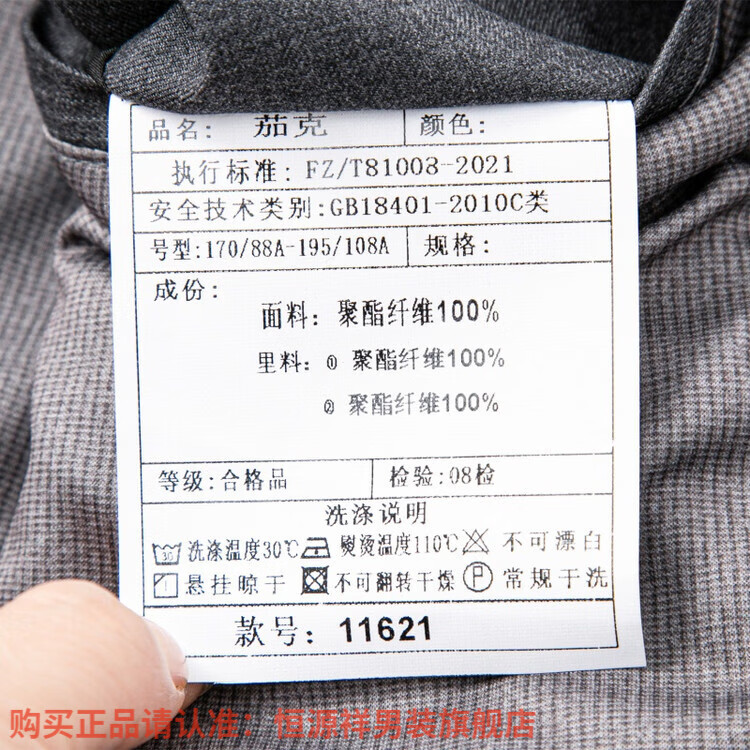 品名: 茄克 颜色:
执行标准: FZ/T81008-2021
安全技术类别:GB18401-2010C类
号型:170/88A-195/108A 规格:
成份:
面料: 聚酯纤维100%
里料: ① 聚酯纤维100%
② 聚酯纤维100%
等级:合格品 检验:08检
洗涤说明
30 洗涤温度30℃ 熨烫温度110℃ 不可漂白
悬挂晾干 不可翻转干燥 P 常规干洗
款号: 11621
购买正品请认准: 恒源祥男装旗舰店